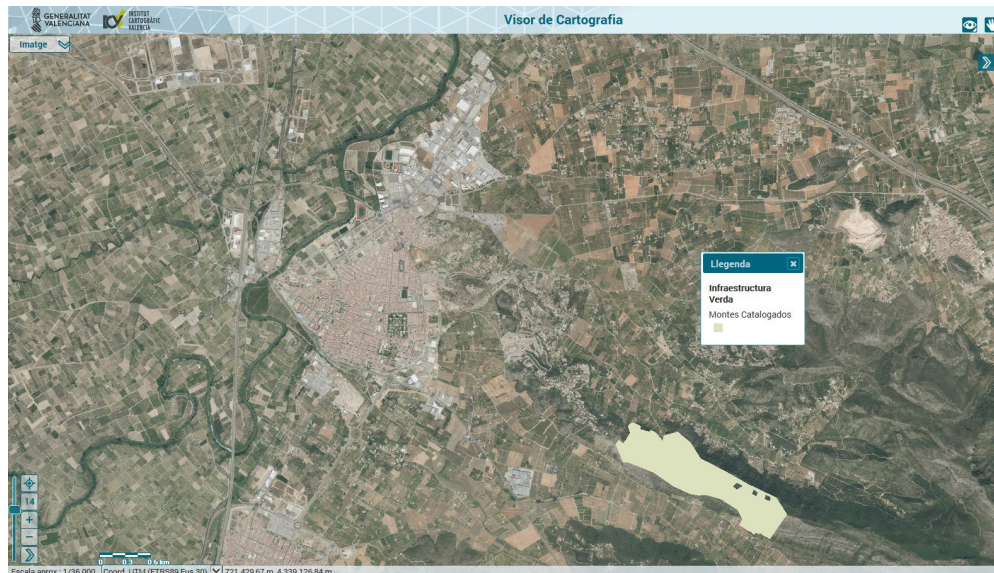 GENERALITAT
VALENCIANA
INSTITUT
CARTOGRÀFIC
VALENCIÀ
Visor de Cartografia
Imatge
Llegenda
Infraestructura
Verda
Montes Catalogados
14
+
−
0 0.3 0.6 km
Escala aprox.: 1/36.000 Coord. UTM (ETRS89 Fus 30) 721.429,67 m 4.339.126,84 m